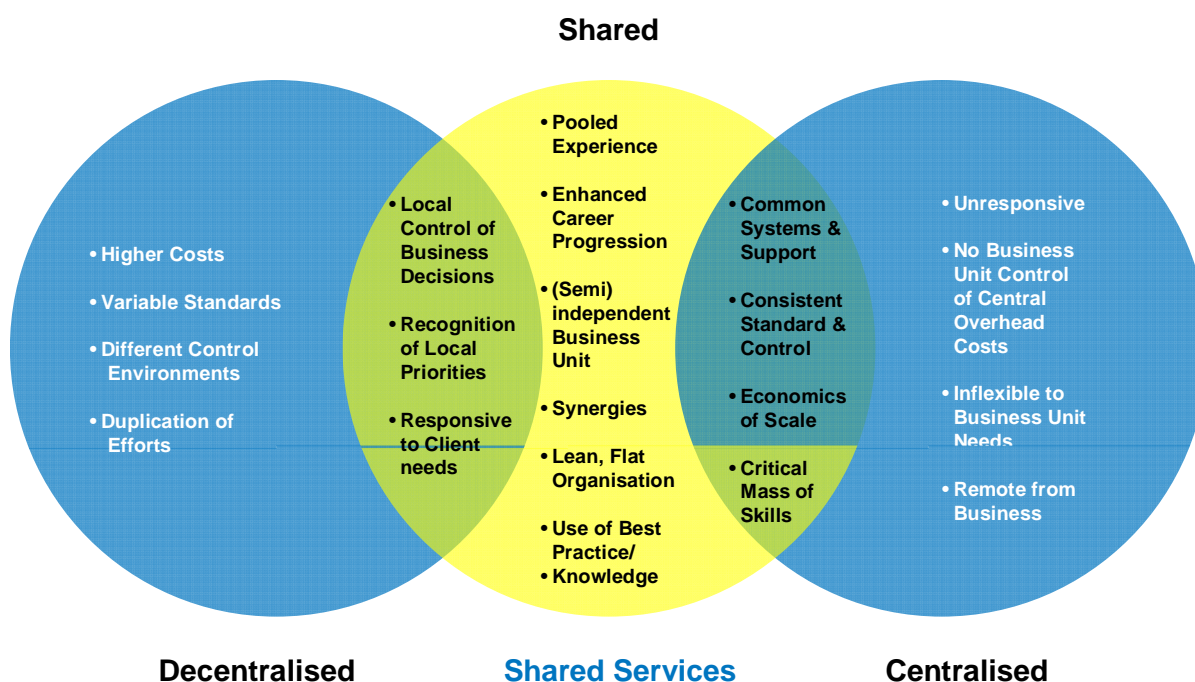 Shared
• Higher Costs
• Variable Standards
• Different Control
Environments
• Duplication of
Efforts
• Local
Control of
Business
Decisions
• Recognition
of Local
Priorities
• Responsive
to Client
needs
• Pooled
Experience
• Enhanced
Career
Progression
• (Semi)
independent
Business
Unit
• Synergies
• Lean, Flat
Organisation
• Use of Best
Practice/
• Knowledge
• Common
Systems &
Support
• Consistent
Standard &
Control
• Economics
of Scale
• Critical
Mass of
Skills
• Unresponsive
• No Business
Unit Control
of Central
Overhead
Costs
• Inflexible to
Business Unit
Needs
• Remote from
Business
Decentralised
Shared Services
Centralised